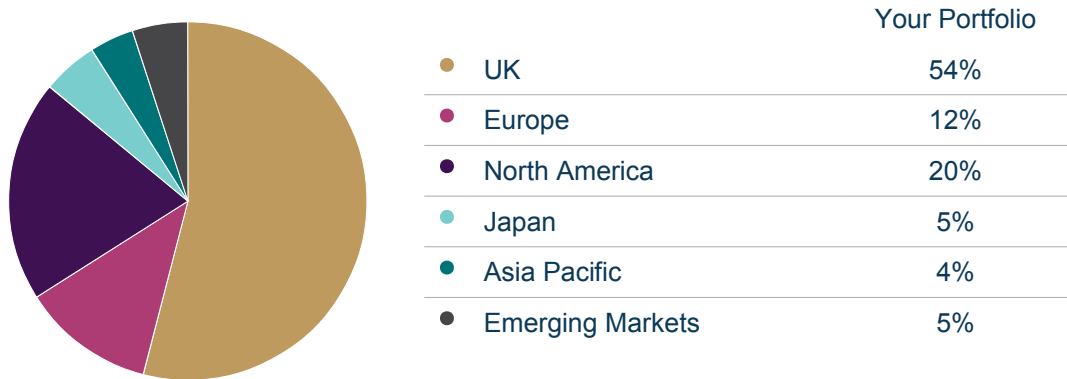 Your Portfolio
UK 54%
Europe 12%
North America 20%
Japan 5%
Asia Pacific 4%
Emerging Markets 5%